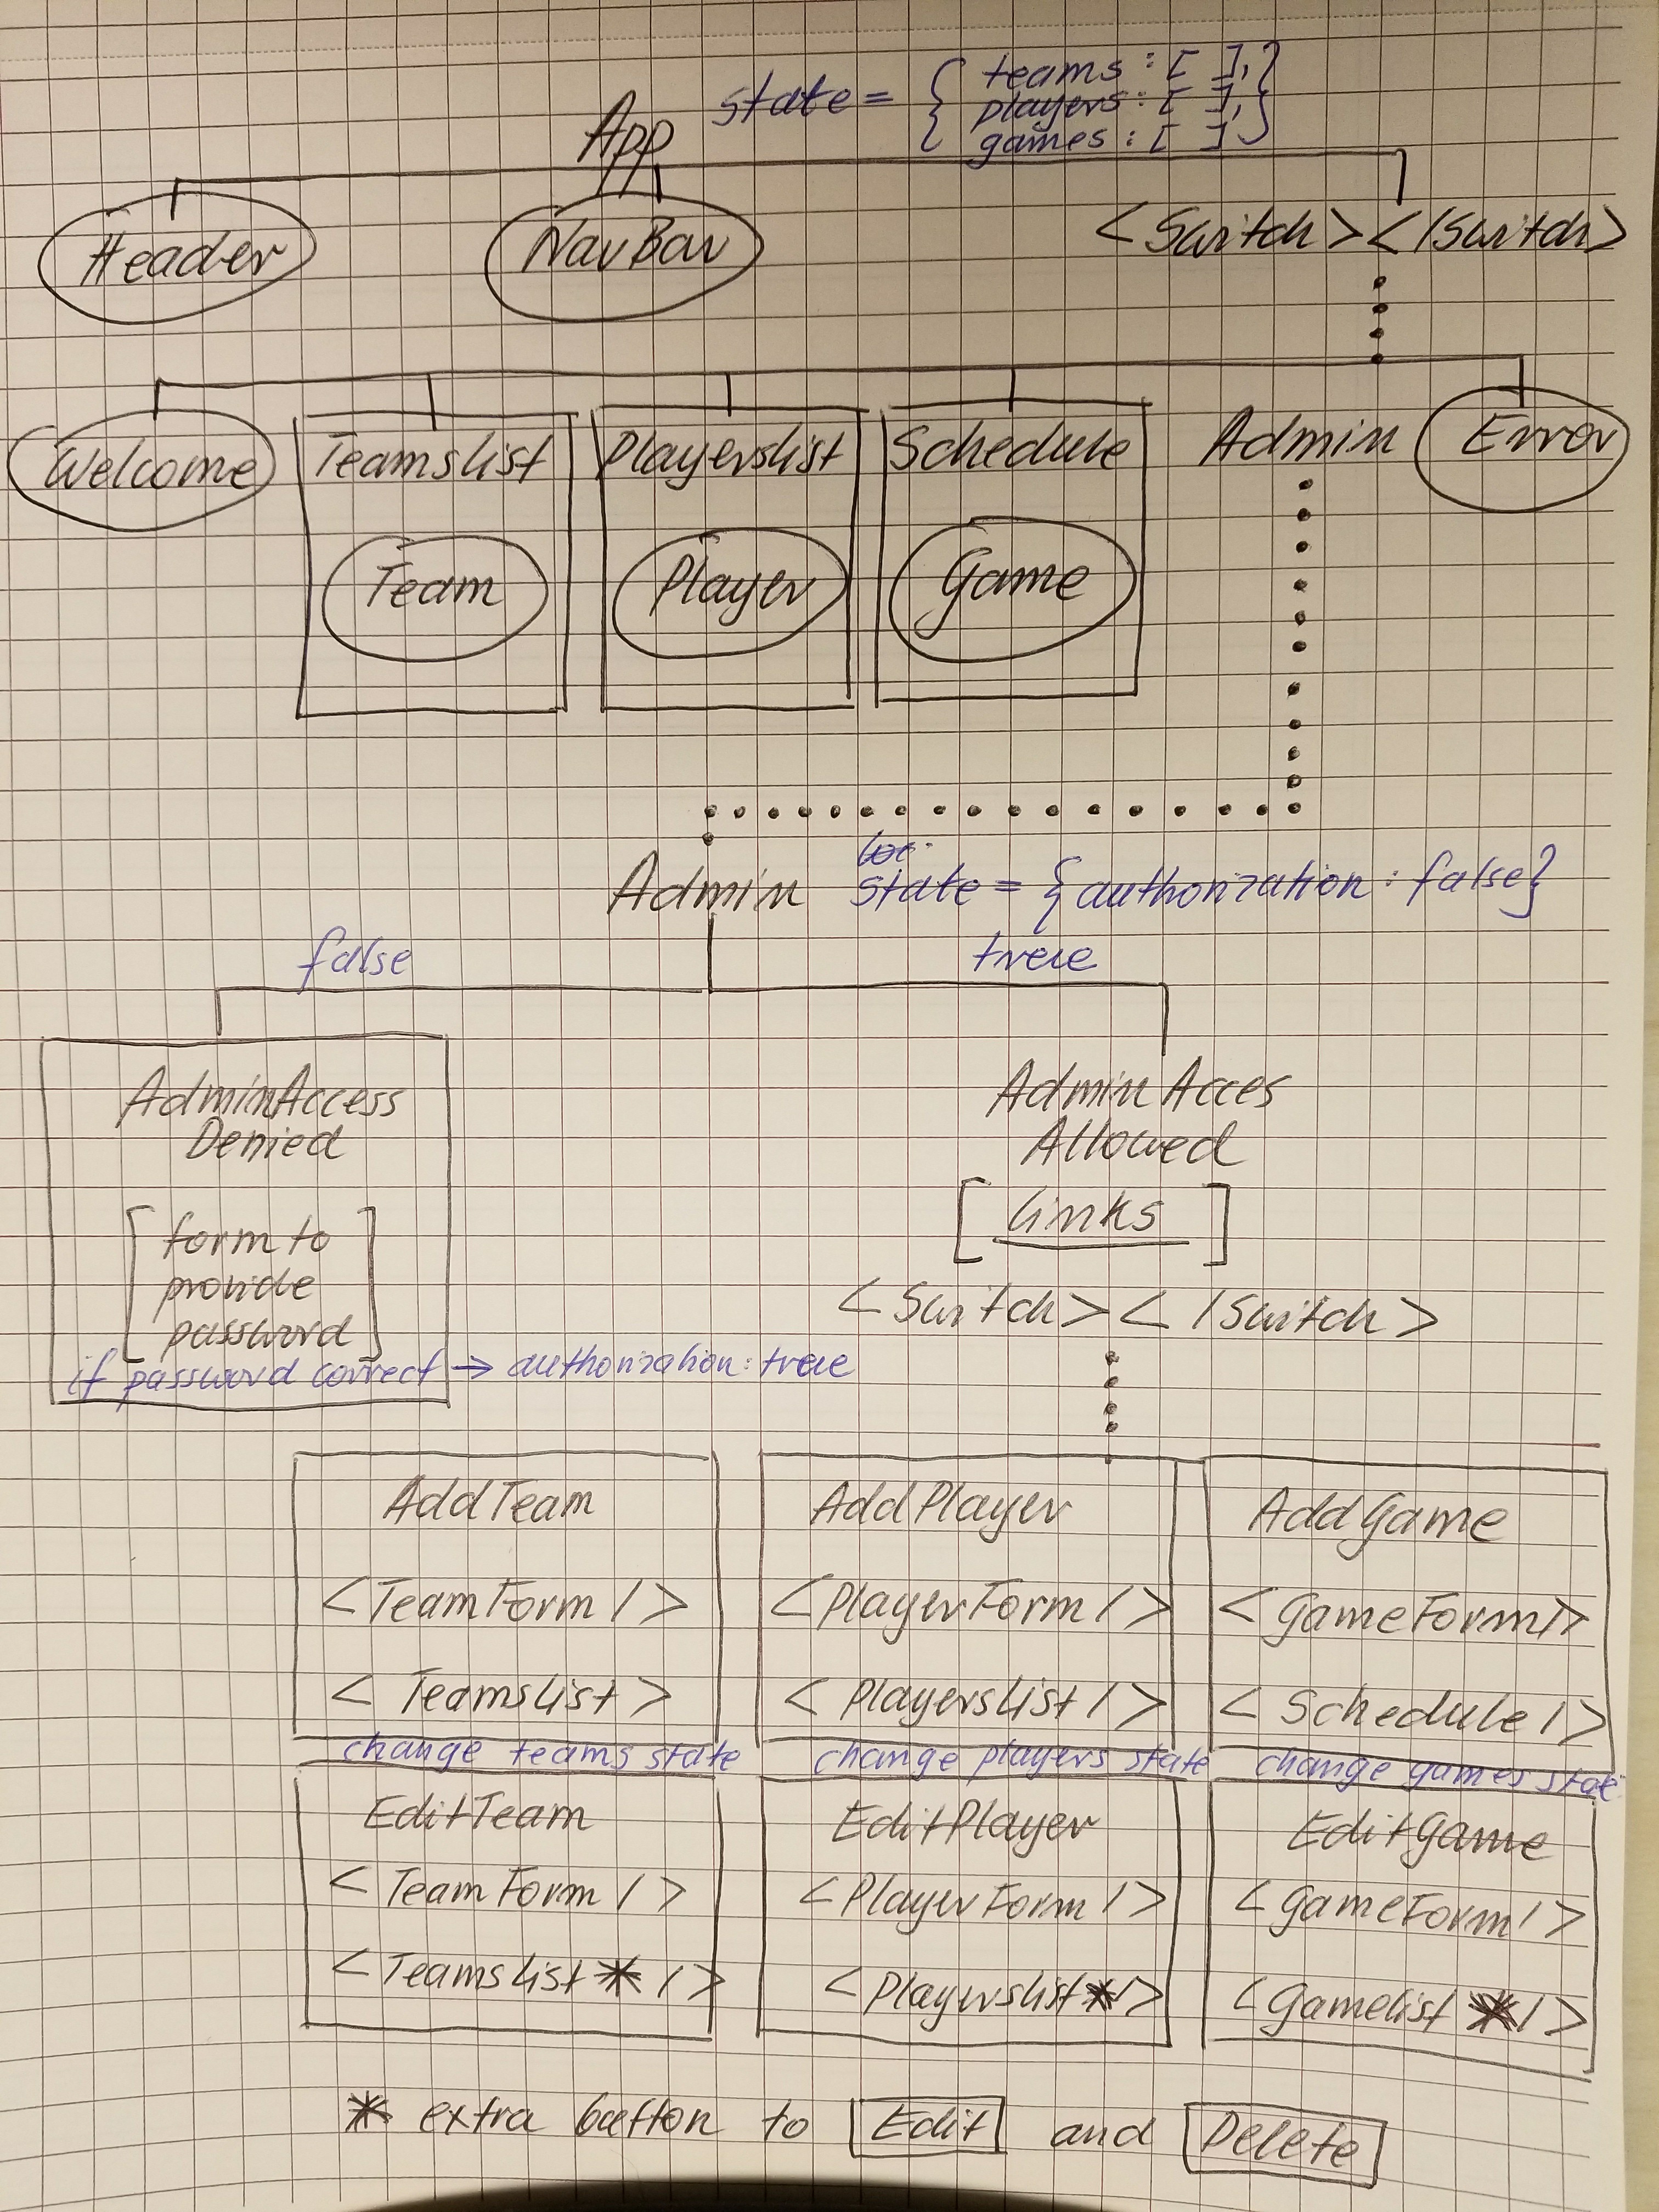 state = { teams : [ ],
players : [ ],
games : [ ] }
App
Header
NavBar
<Switch></Switch>
Welcome
TeamsList
PlayersList
Schedule
Admin
Error
Team
Player
Game
Admin state = {authorization : false}
false
true
AdminAccess
Denied
[form to
provide
password]
if password correct → authorization : true
Admin Acces
Allowed
[links]
<Switch></Switch>
AddTeam
<TeamForm/>
<TeamsList>
change teams state
AddPlayer
<PlayerForm/>
<PlayersList/>
change players state
AddGame
<GameForm/>
<Schedule/>
change games state
EditTeam
<TeamForm/>
<TeamsList * />
EditPlayer
<PlayerForm/>
<PlayersList*/>
EditGame
<GameForm/>
<GameList */>
* extra button to Edit and Delete